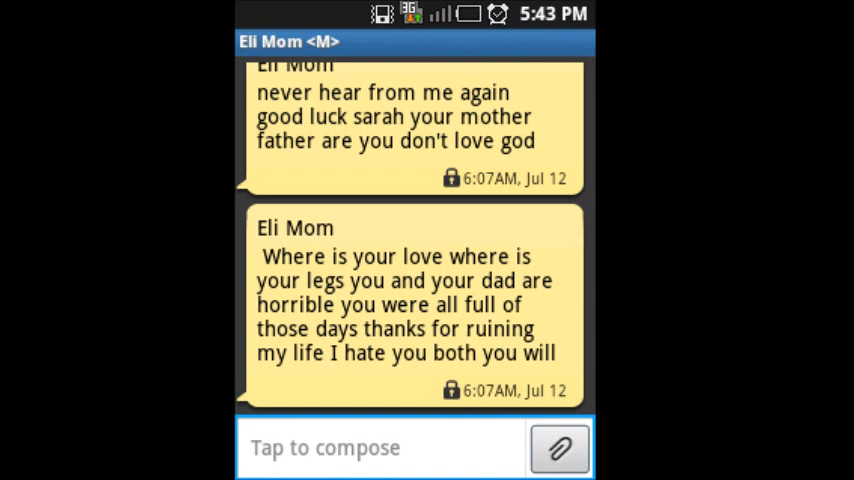 3G 5:43 PM
Eli Mom <M>
Eli Mom
never hear from me again
good luck sarah your mother
father are you don't love god
6:07AM, Jul 12
Eli Mom
Where is your love where is
your legs you and your dad are
horrible you were all full of
those days thanks for ruining
my life I hate you both you will
6:07AM, Jul 12
Tap to compose